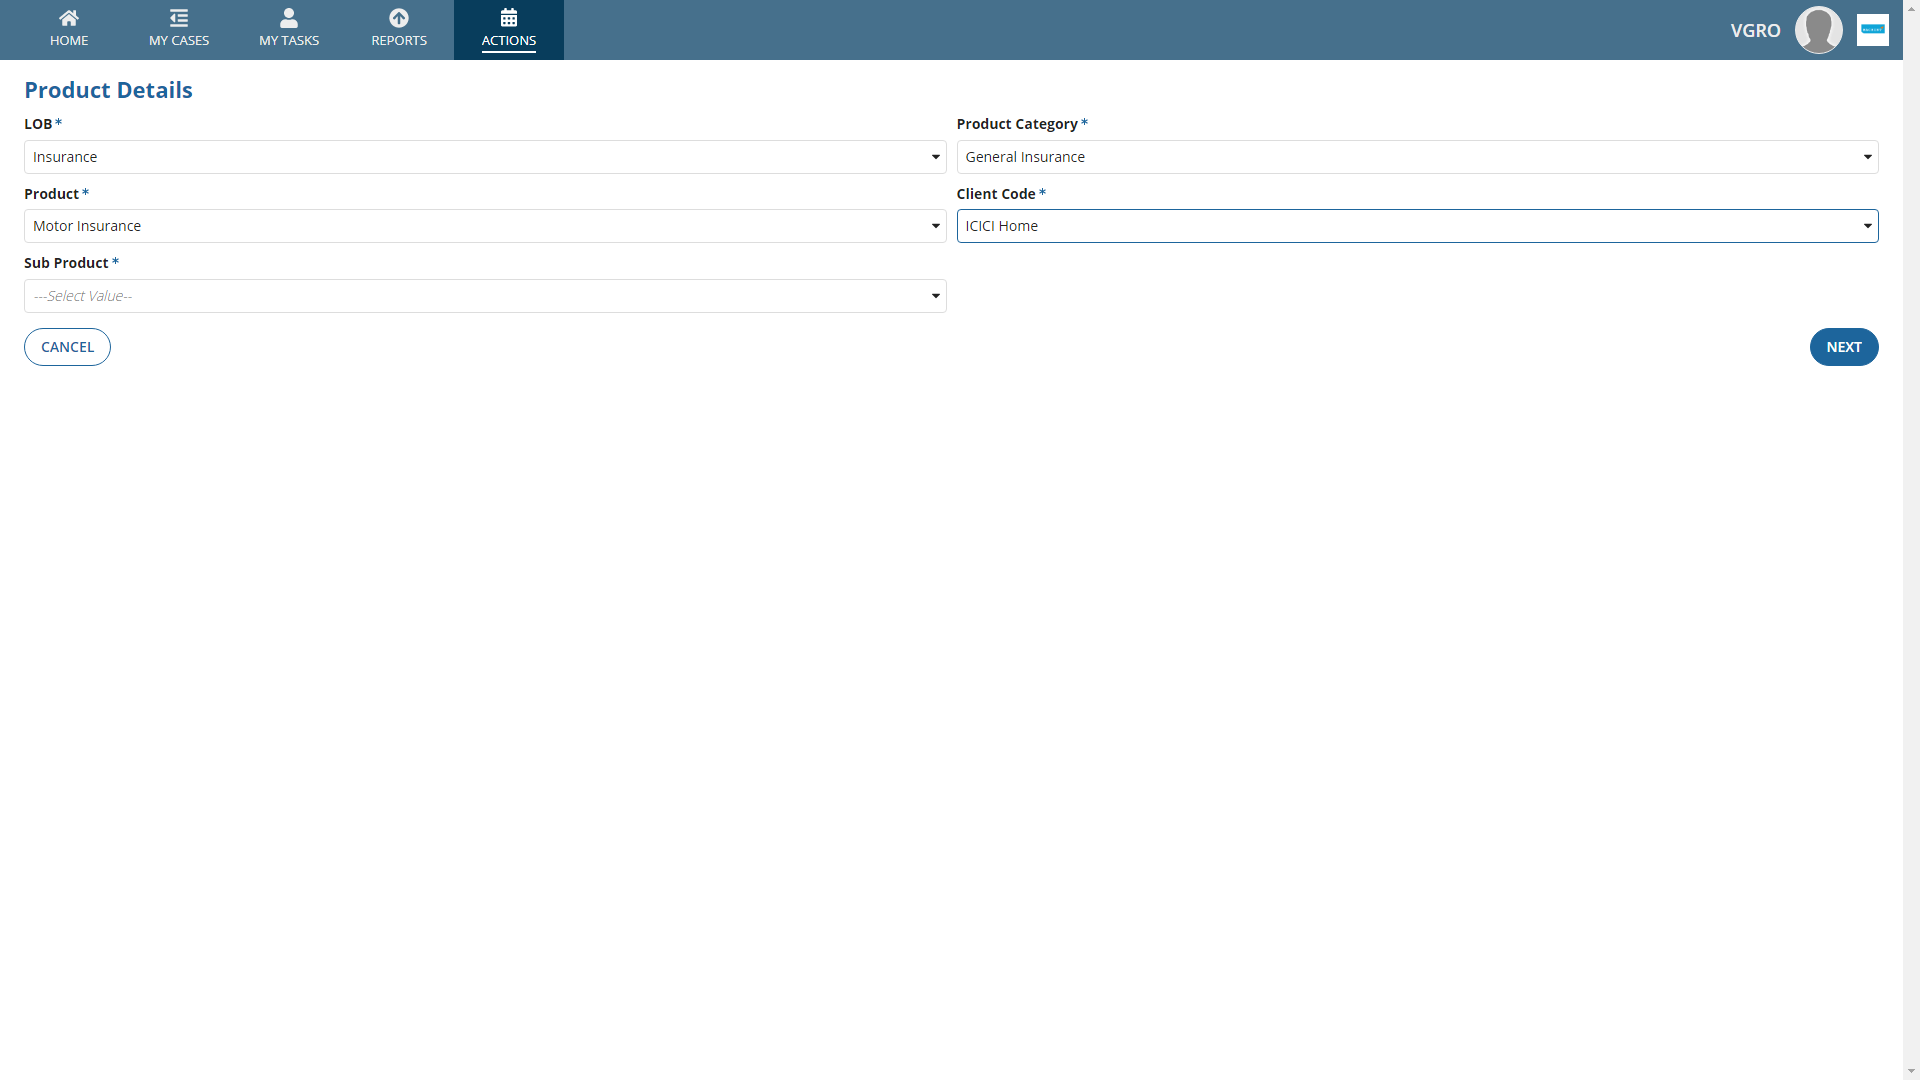 HOME
MY CASES
MY TASKS
REPORTS
ACTIONS
VGRO
Product Details
LOB*
Product Category*
Insurance
General Insurance
Product*
Client Code*
Motor Insurance
ICICI Home
Sub Product*
---Select Value--
CANCEL
NEXT